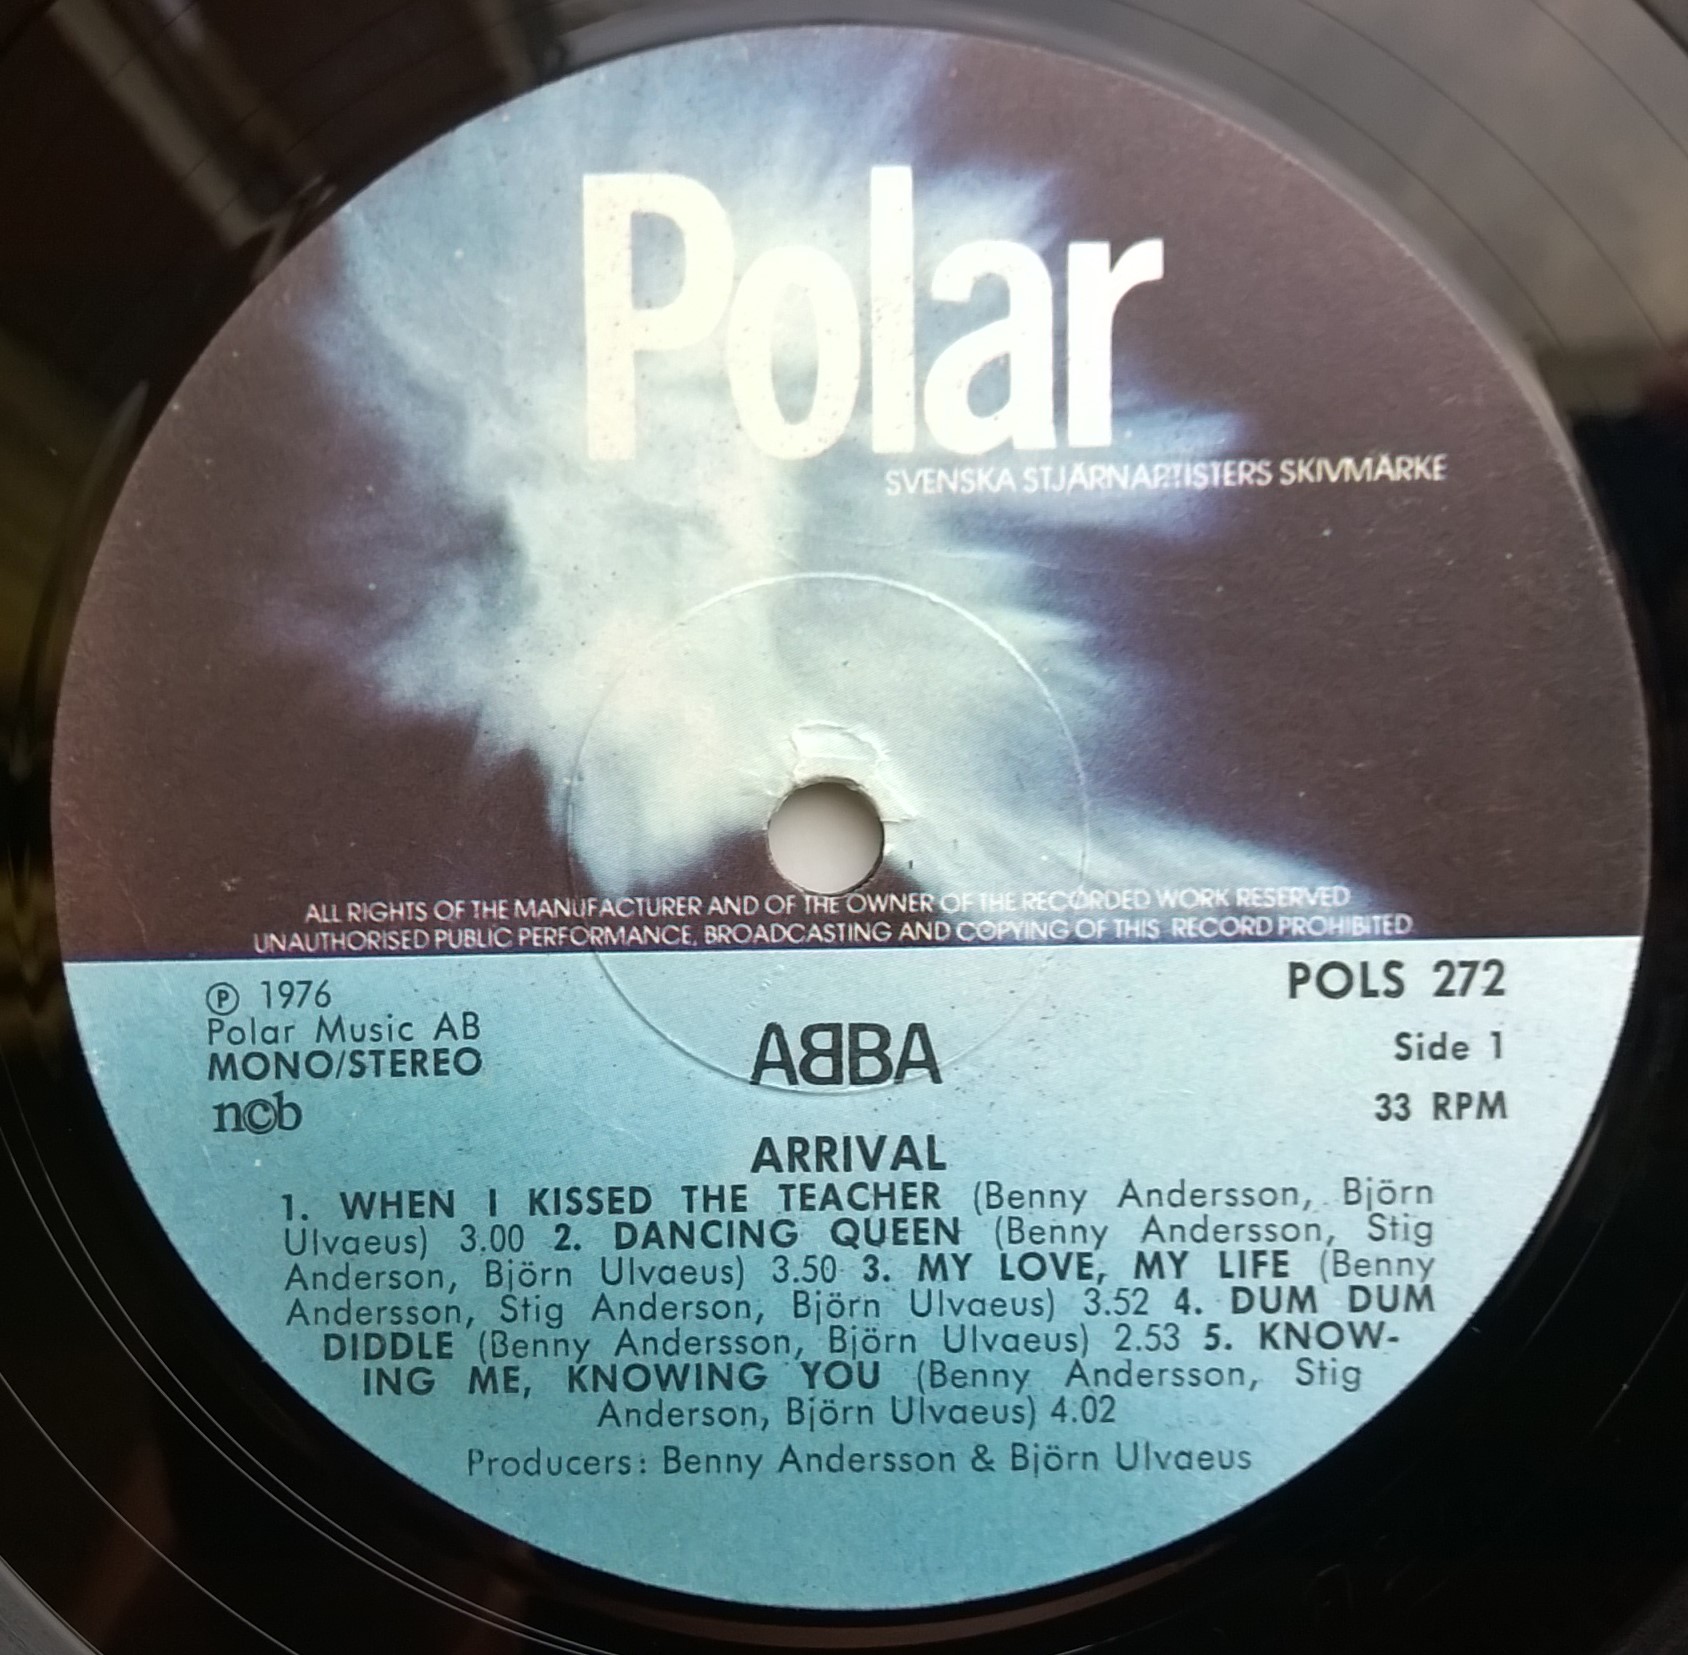 Polar
SVENSKA STJÄRNARTISTERS SKIVMÄRKE
ALL RIGHTS OF THE MANUFACTURER AND OF THE OWNER OF THE RECORDED WORK RESERVED
UNAUTHORISED PUBLIC PERFORMANCE, BROADCASTING AND COPYING OF THIS RECORD PROHIBITED
℗ 1976
Polar Music AB
MONO/STEREO
ncb
POLS 272
Side 1
33 RPM
ABBA
ARRIVAL
1. WHEN I KISSED THE TEACHER (Benny Andersson, Björn
Ulvaeus) 3.00 2. DANCING QUEEN (Benny Andersson, Stig
Anderson, Björn Ulvaeus) 3.50 3. MY LOVE, MY LIFE (Benny
Andersson, Stig Anderson, Björn Ulvaeus) 3.52 4. DUM DUM
DIDDLE (Benny Andersson, Björn Ulvaeus) 2.53 5. KNOW-
ING ME, KNOWING YOU (Benny Andersson, Stig
Anderson, Björn Ulvaeus) 4.02
Producers: Benny Andersson & Björn Ulvaeus